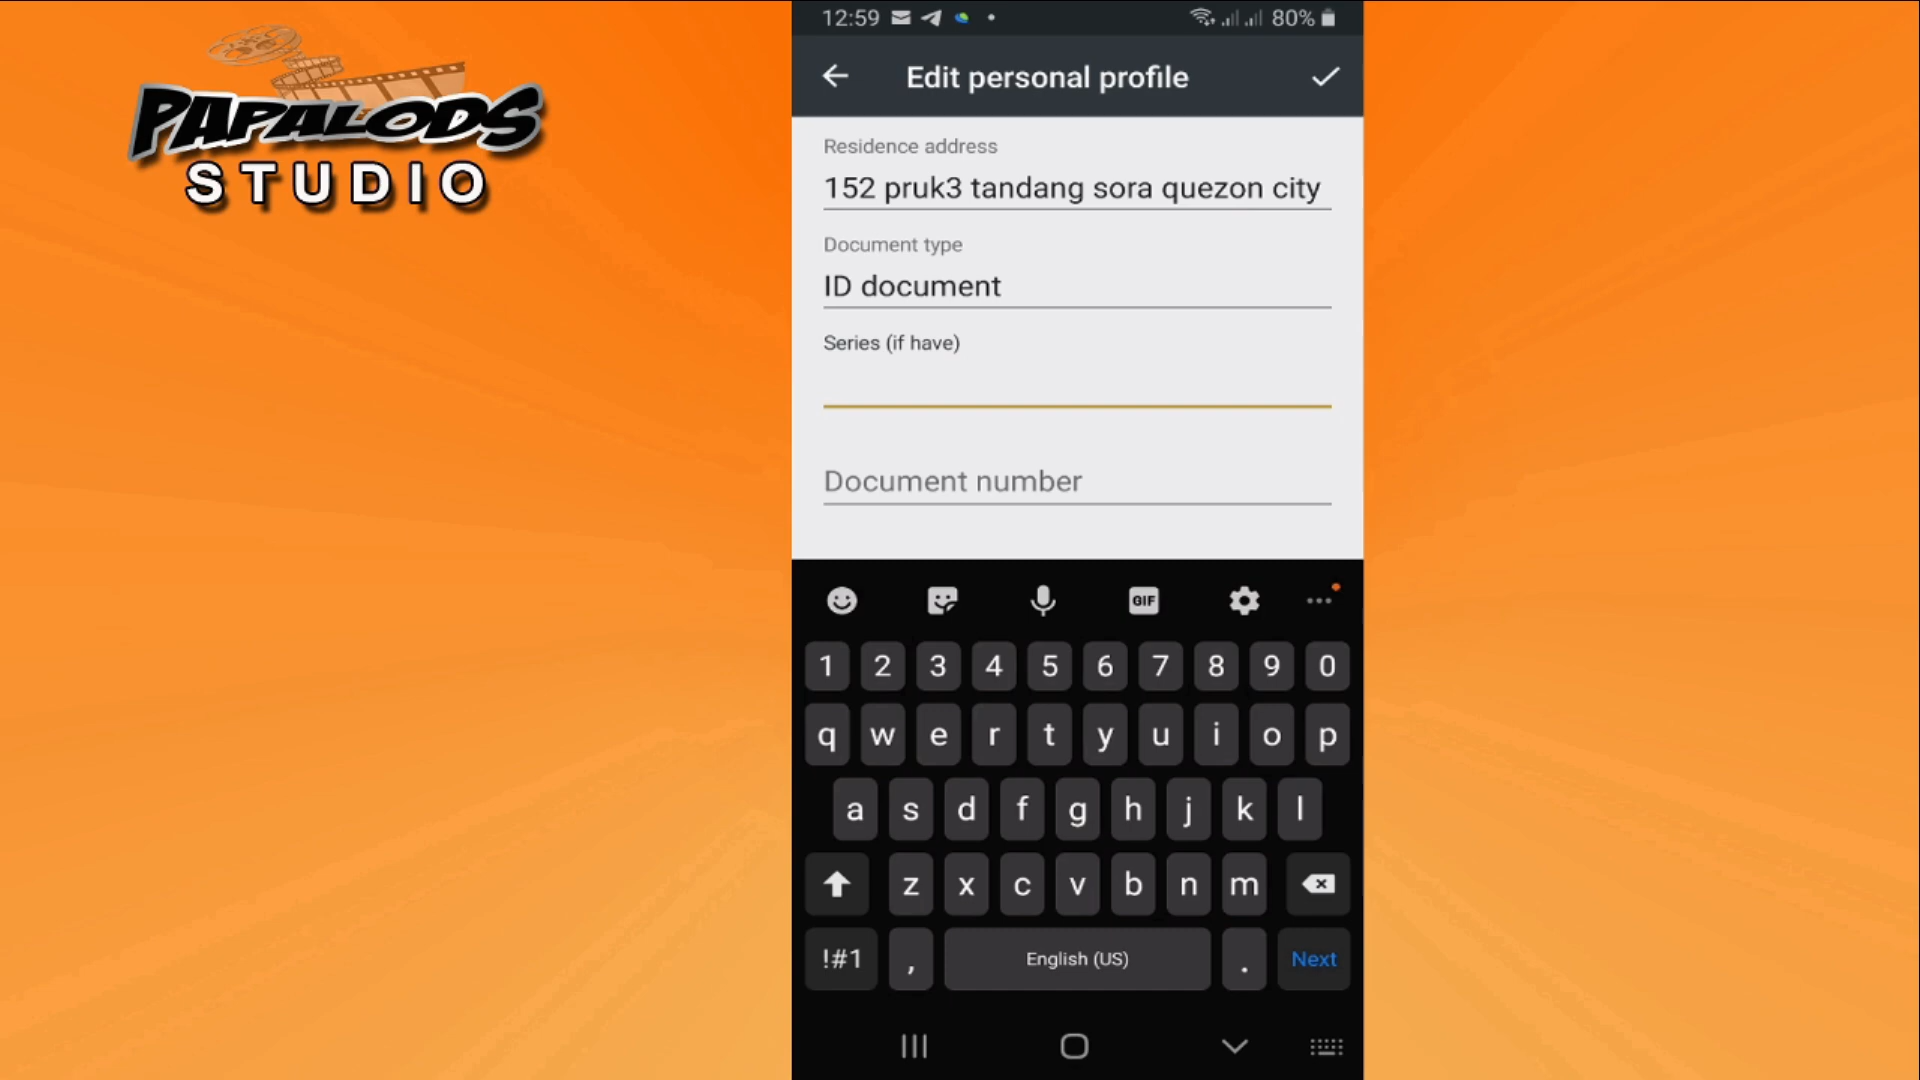 PAPALODS
STUDIO
12:59
80%
Edit personal profile
Residence address
152 pruk3 tandang sora quezon city
Document type
ID document
Series (if have)
Document number
GIF
1 2 3 4 5 6 7 8 9 0
q w e r t y u i o p
a s d f g h j k l
z x c v b n m
!#1 , English (US) . Next